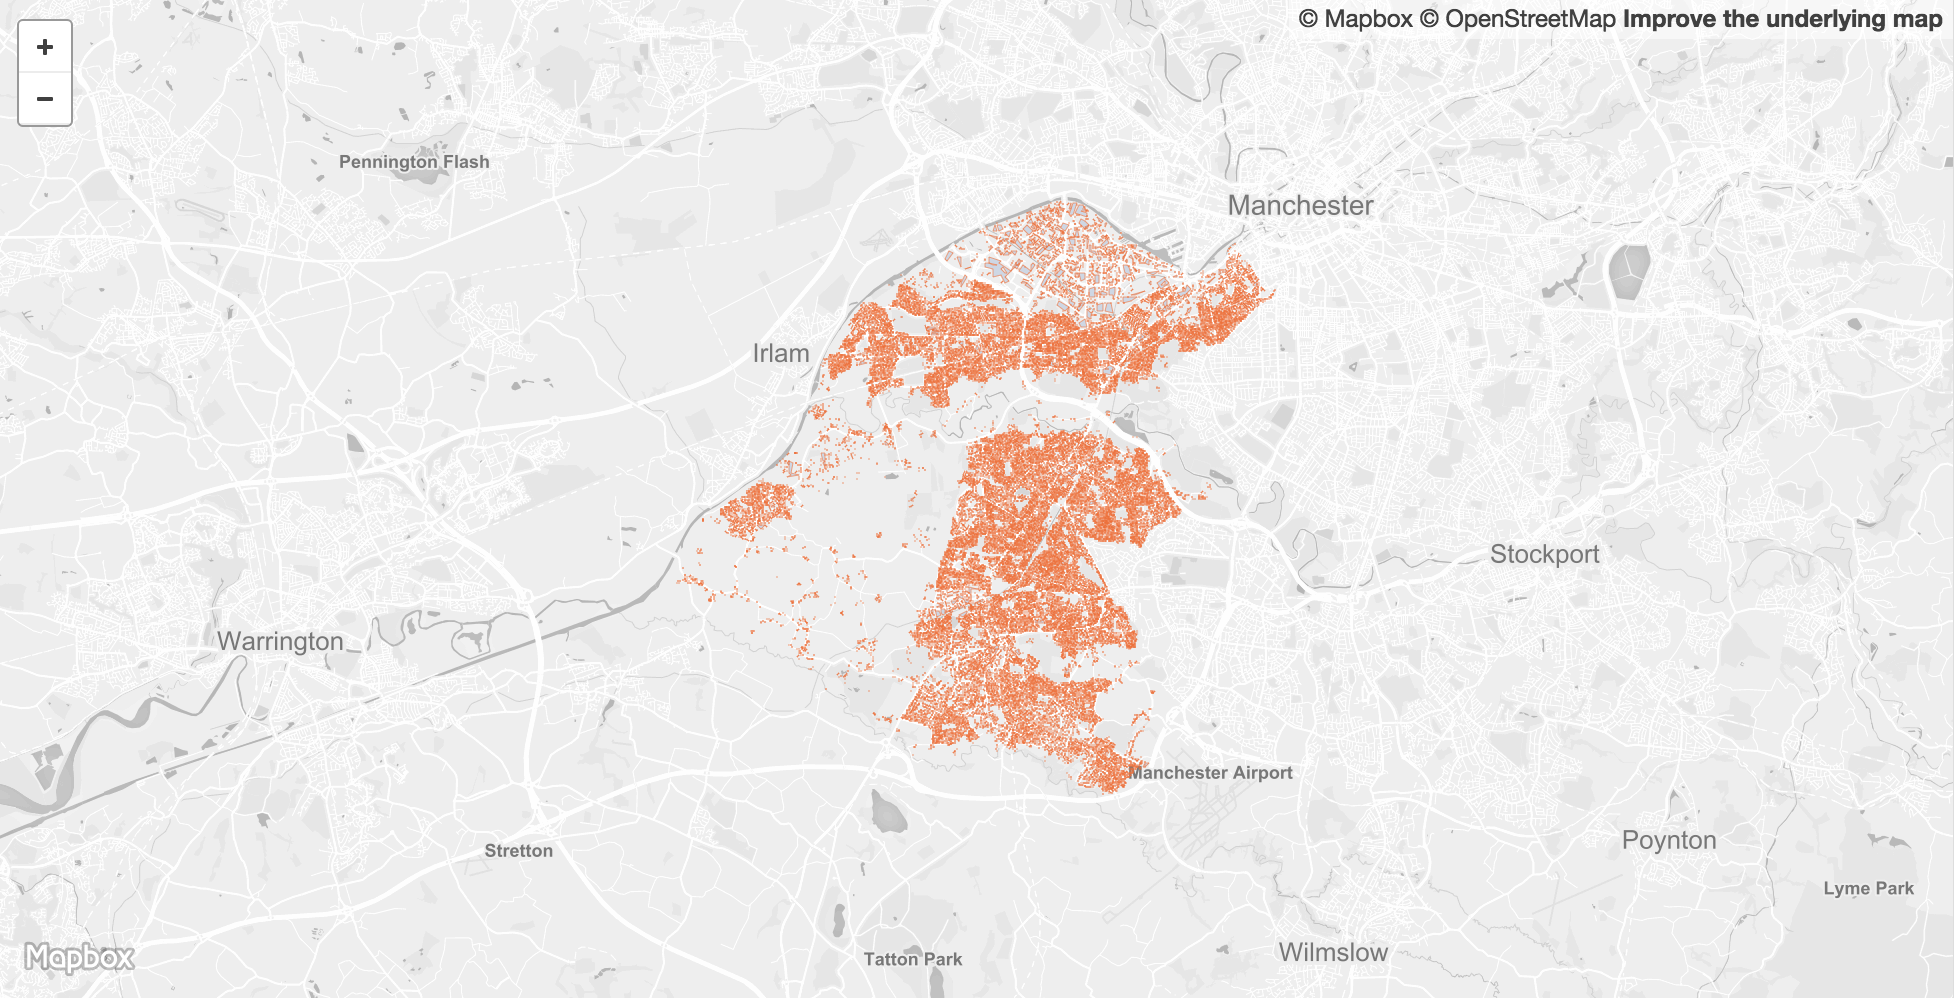 +
© Mapbox © OpenStreetMap Improve the underlying map
−
Pennington Flash
Manchester
Irlam
Stockport
Warrington
Manchester Airport
Stretton
Poynton
Lyme Park
Wilmslow
Tatton Park
Mapbox